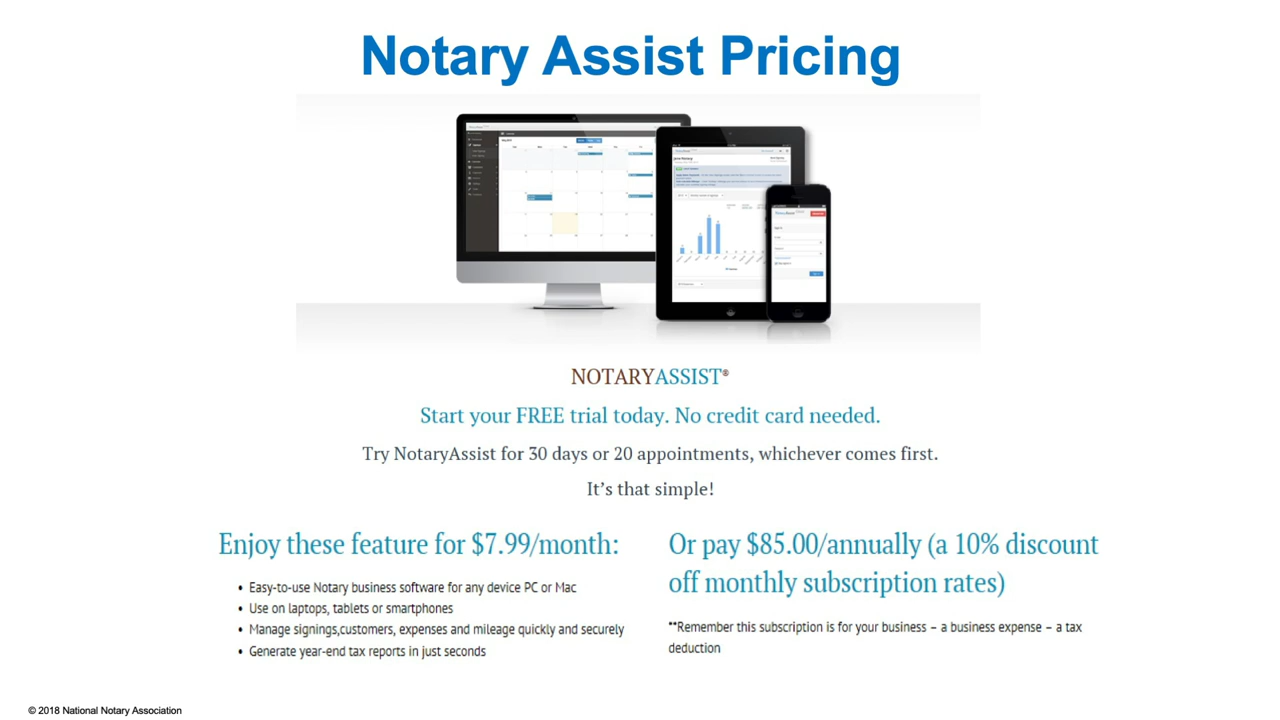 Notary Assist Pricing
NOTARYASSIST®
Start your FREE trial today. No credit card needed.
Try NotaryAssist for 30 days or 20 appointments, whichever comes first.
It's that simple!
Enjoy these feature for $7.99/month:
• Easy-to-use Notary business software for any device PC or Mac
• Use on laptops, tablets or smartphones
• Manage signings,customers, expenses and mileage quickly and securely
• Generate year-end tax reports in just seconds
Or pay $85.00/annually (a 10% discount
off monthly subscription rates)
**Remember this subscription is for your business – a business expense – a tax
deduction
© 2018 National Notary Association